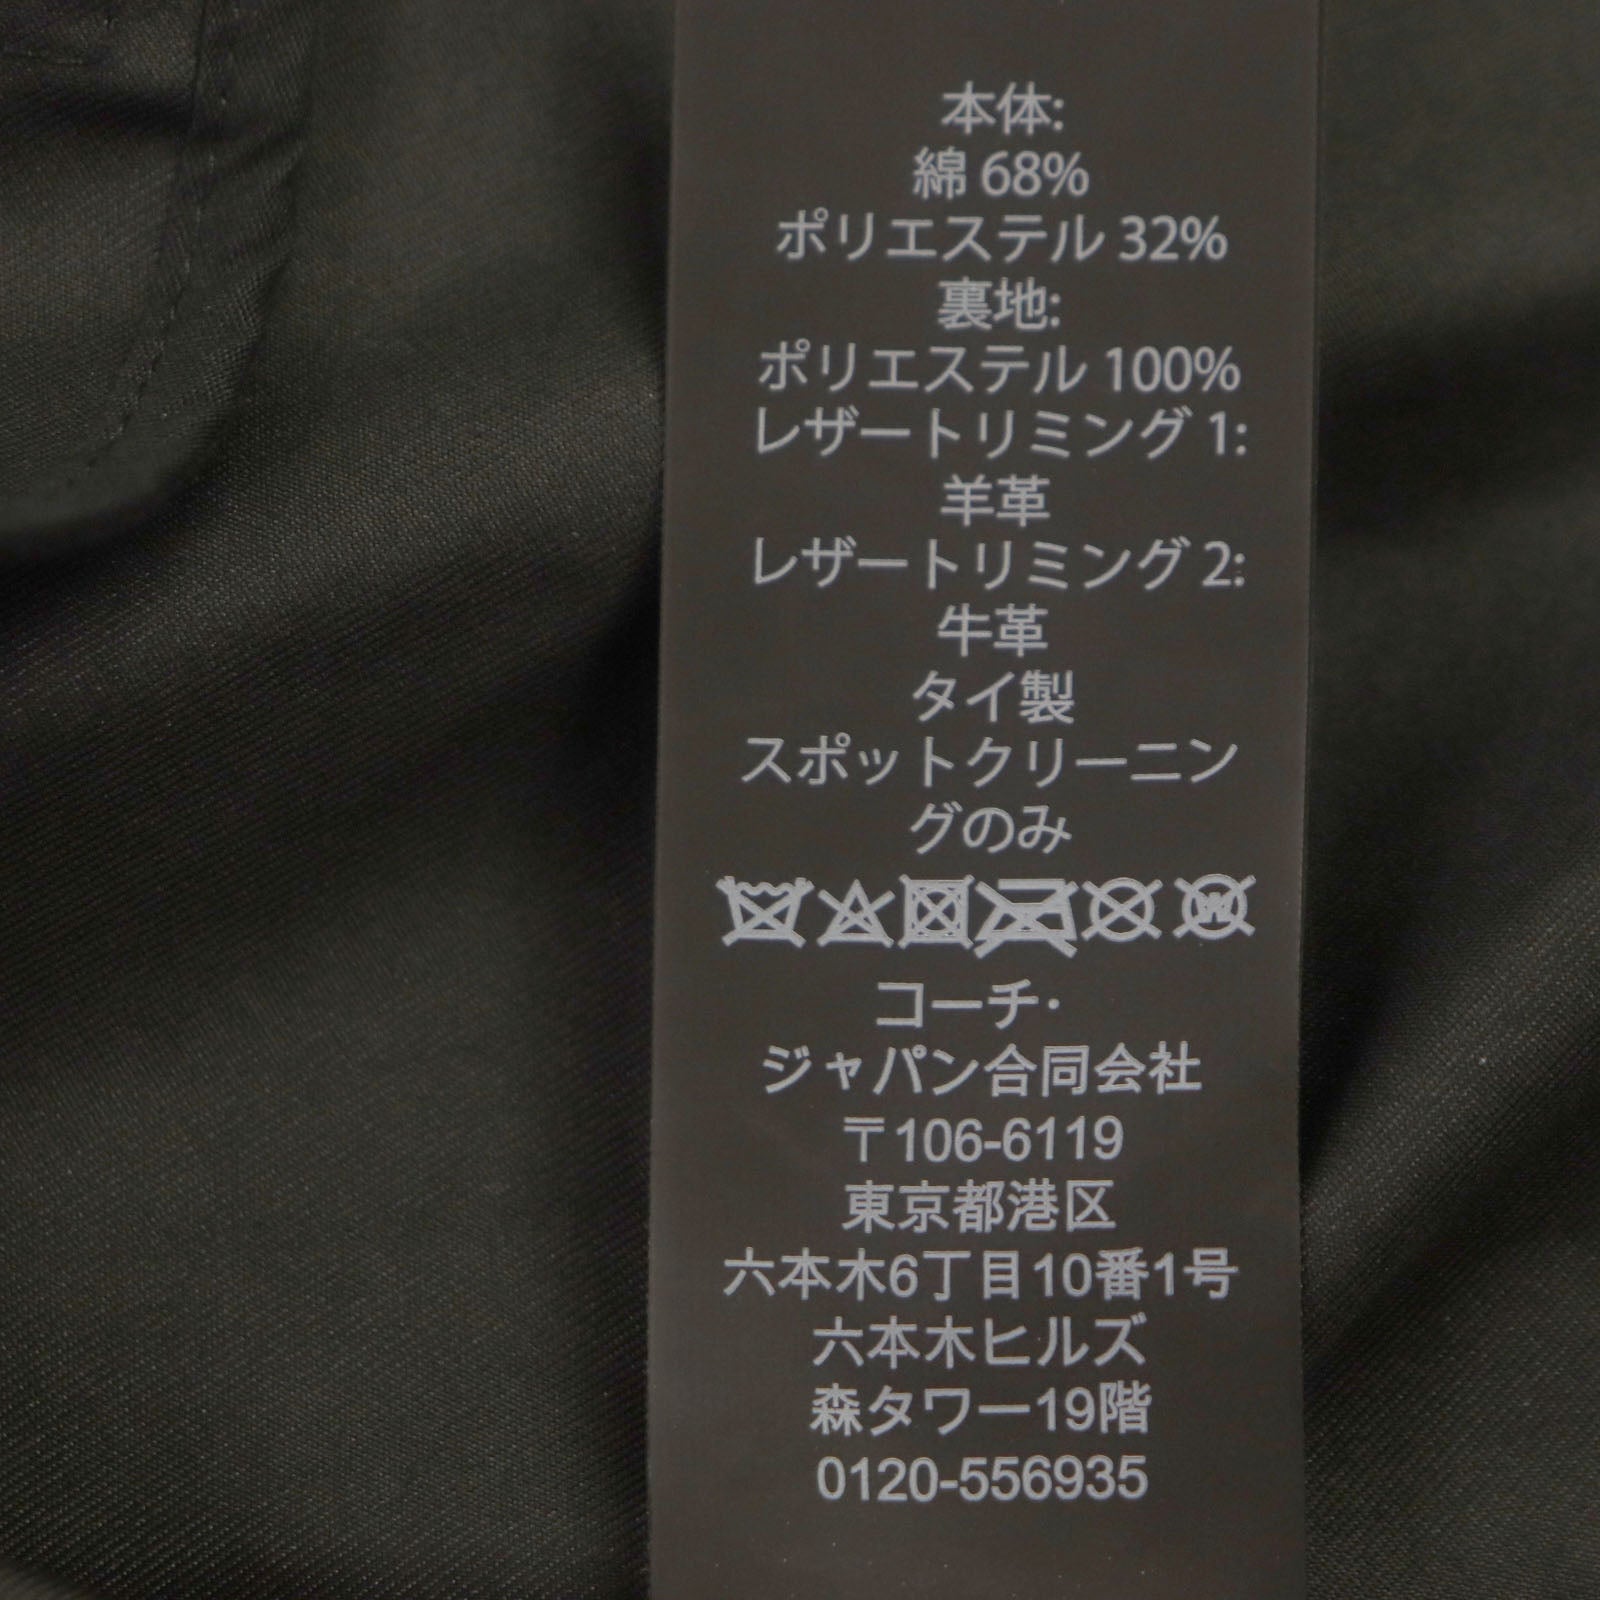 本体:
綿 68%
ポリエステル 32%
裏地:
ポリエステル 100%
レザートリミング 1:
羊革
レザートリミング 2:
牛革
タイ製
スポットクリーニン
グのみ
W
コーチ・
ジャパン合同会社
〒106-6119
東京都港区
六本木6丁目10番1号
六本木ヒルズ
森タワー19階
0120-556935